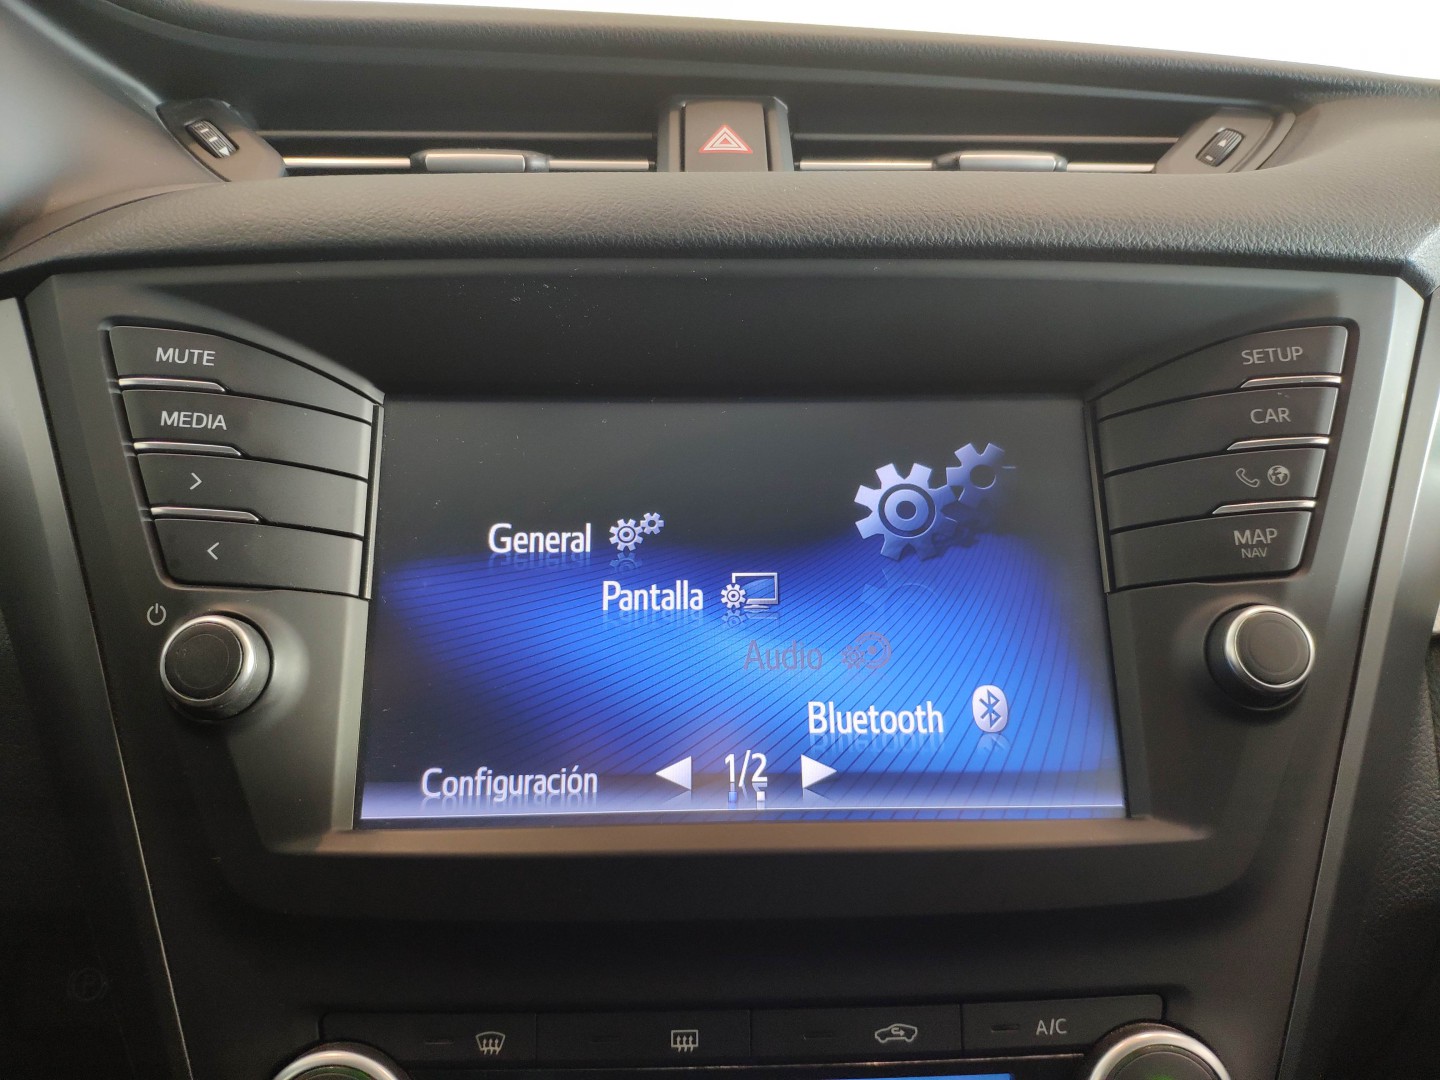 MUTE
MEDIA
SETUP
CAR
MAP
NAV
General
Pantalla
Audio
Bluetooth
Configuración
1/2
A/C